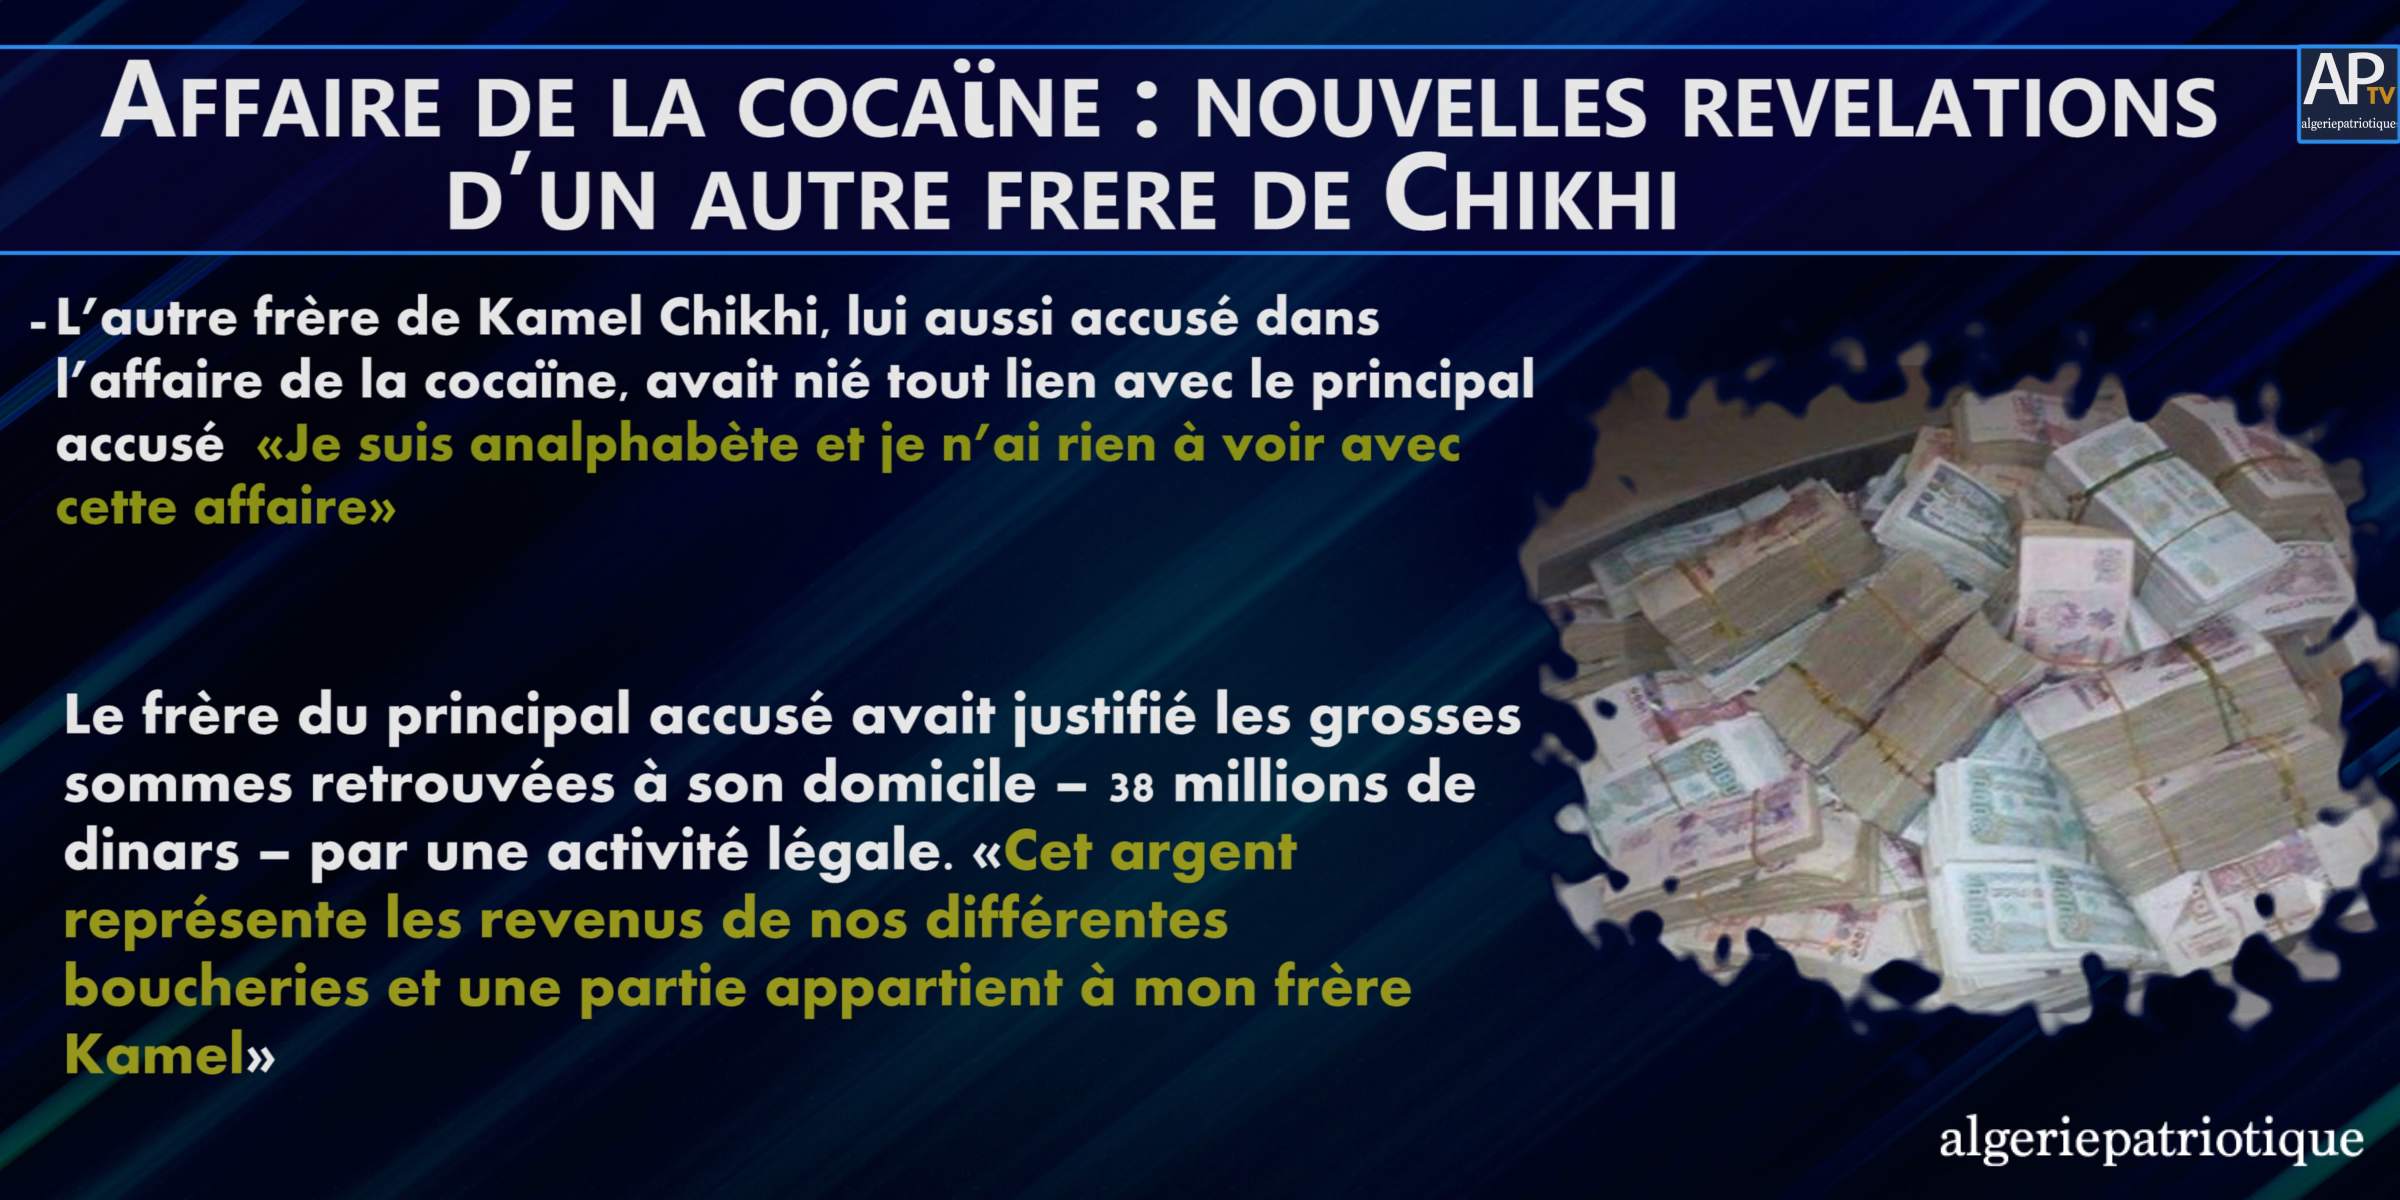 AFFAIRE DE LA COCAÏNE : NOUVELLES REVELATIONS
D’UN AUTRE FRERE DE CHIKHI
AP
TV
algeriepatriotique
- L’autre frère de Kamel Chikhi, lui aussi accusé dans
l’affaire de la cocaïne, avait nié tout lien avec le principal
accusé «Je suis analphabète et je n’ai rien à voir avec
cette affaire»
Le frère du principal accusé avait justifié les grosses
sommes retrouvées à son domicile – 38 millions de
dinars – par une activité légale. «Cet argent
représente les revenus de nos différentes
boucheries et une partie appartient à mon frère
Kamel»
algeriepatriotique